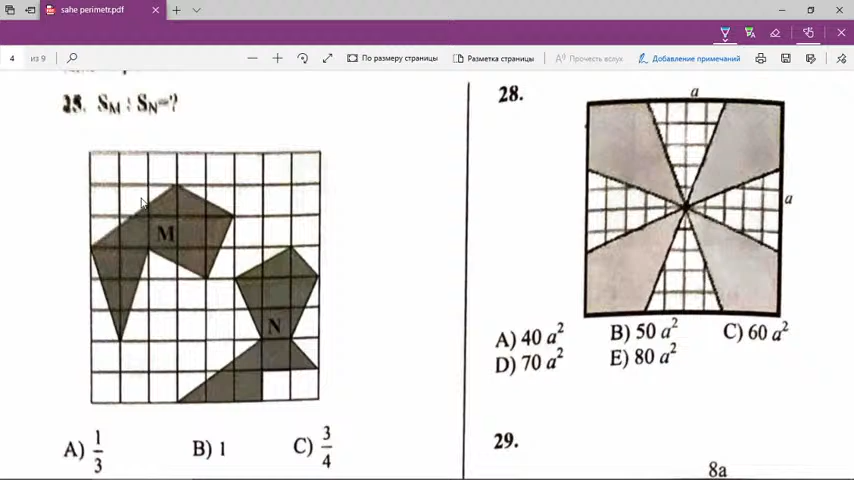 sahe perimetr.pdf
4 из 9
По размеру страницы
Разметка страницы
Прочесть вслух
Добавление примечаний
25. S_M : S_N=?
M
N
A) 1/3 B) 1 C) 3/4
28.
a
a
A) 40 a² B) 50 a² C) 60 a²
D) 70 a² E) 80 a²
29.
8a